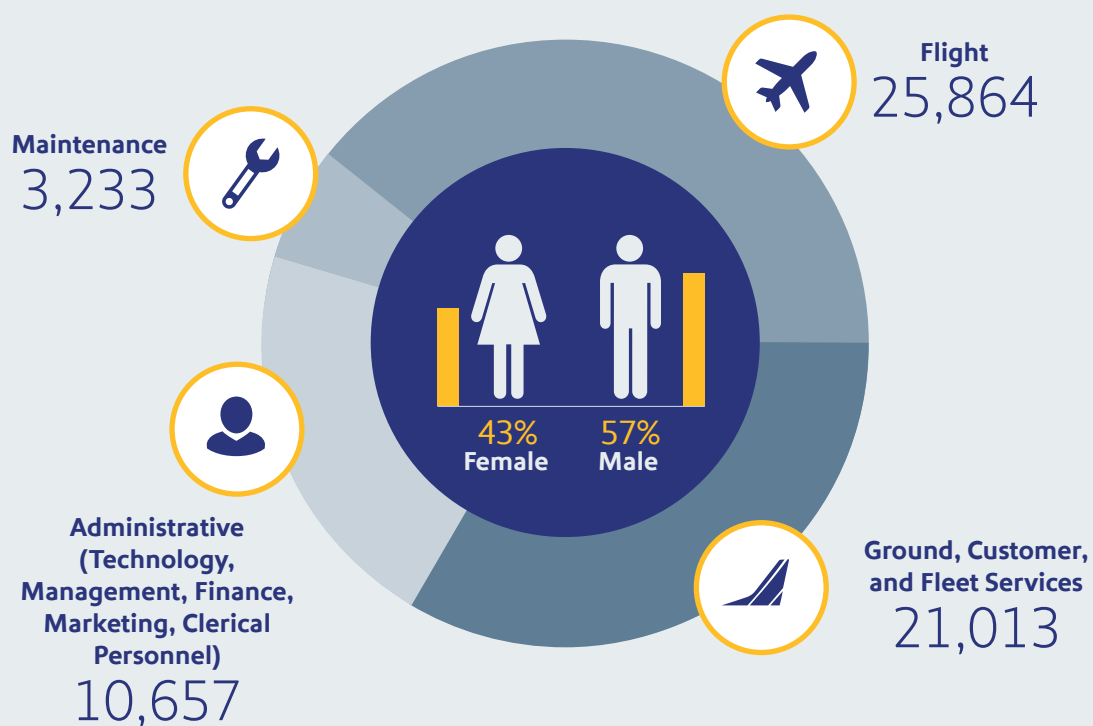 Flight
25,864
Maintenance
3,233
43%
Female
57%
Male
Administrative
(Technology,
Management, Finance,
Marketing, Clerical
Personnel)
10,657
Ground, Customer,
and Fleet Services
21,013